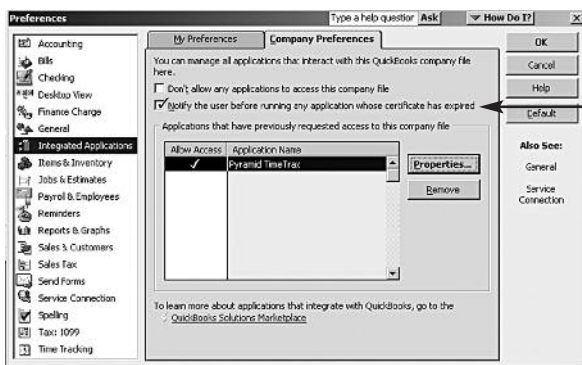 Preferences
Type a help question Ask How Do I?
Accounting
Bills
Checking
Desktop View
Finance Charge
General
Integrated Applications
Items & Inventory
Jobs & Estimates
Payroll & Employees
Reminders
Reports & Graphs
Sales & Customers
Sales Tax
Send Forms
Service Connection
Spelling
Tax: 1099
Time Tracking
My Preferences
Company Preferences
You can manage all applications that interact with this QuickBooks company file
here.
Don't allow any applications to access this company file
Notify the user before running any application whose certificate has expired
Applications that have previously requested access to this company file
Allow Access Application Name
Pyramid TimeTrax
Properties...
Remove
To learn more about applications that integrate with QuickBooks, go to the
QuickBooks Solutions Marketplace
OK
Cancel
Help
Default
Also See:
General
Service
Connection